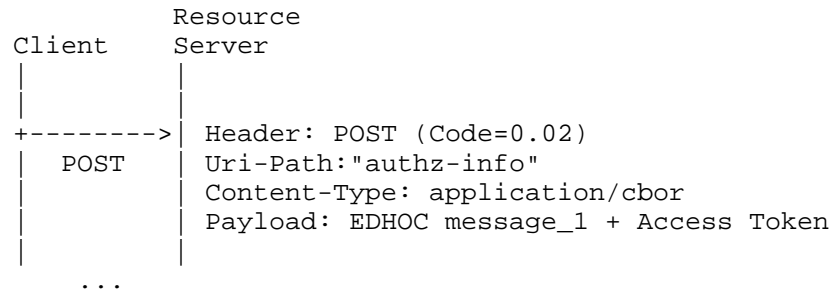 Resource
Client Server
Header: POST (Code=0.02)
POST Uri-Path:"authz-info"
Content-Type: application/cbor
Payload: EDHOC message_1 + Access Token
...